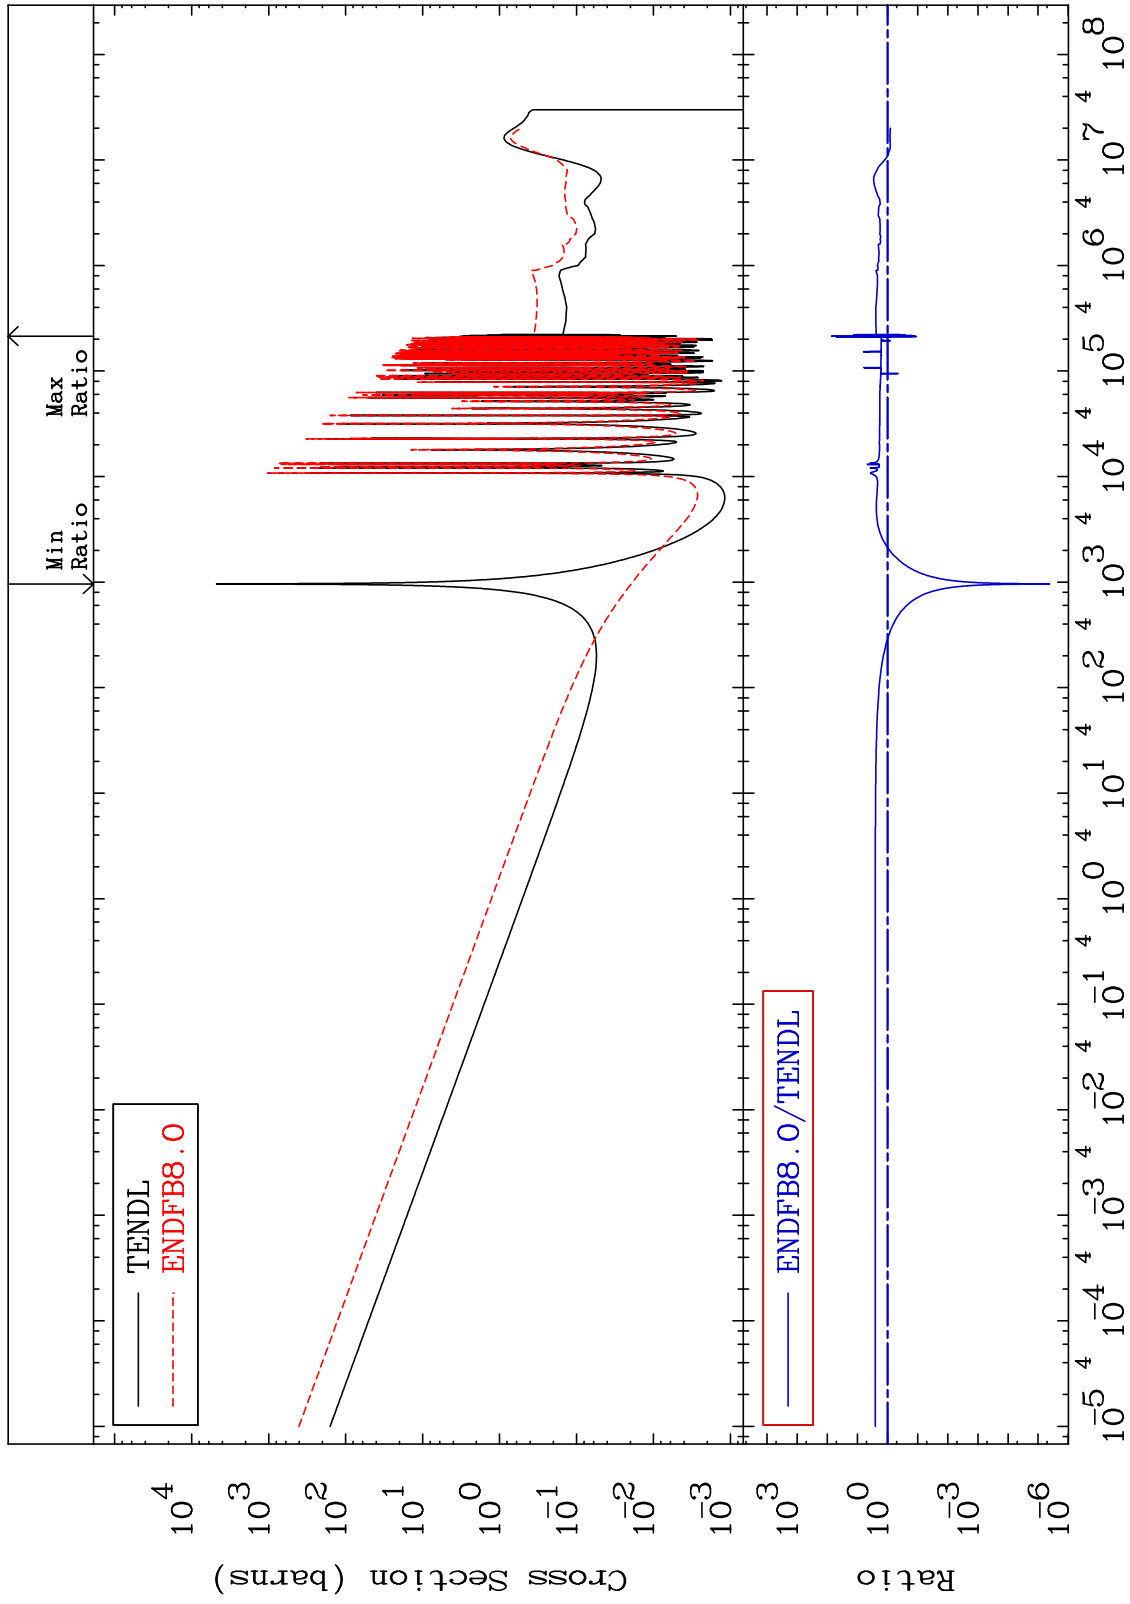 Min
Ratio
Max
Ratio
TENDL
ENDFB8.0
10^4
10^3
10^2
10^1
10^0
10^-1
10^-2
10^-3
Cross Section (barns)
ENDFB8.0/TENDL
10^3
10^0
10^-3
10^-6
Ratio
10^-5 4 10^-4 4 10^-3 4 10^-2 4 10^-1 4 10^0 4 10^1 4 10^2 4 10^3 4 10^4 4 10^5 4 10^6 4 10^7 4 10^8